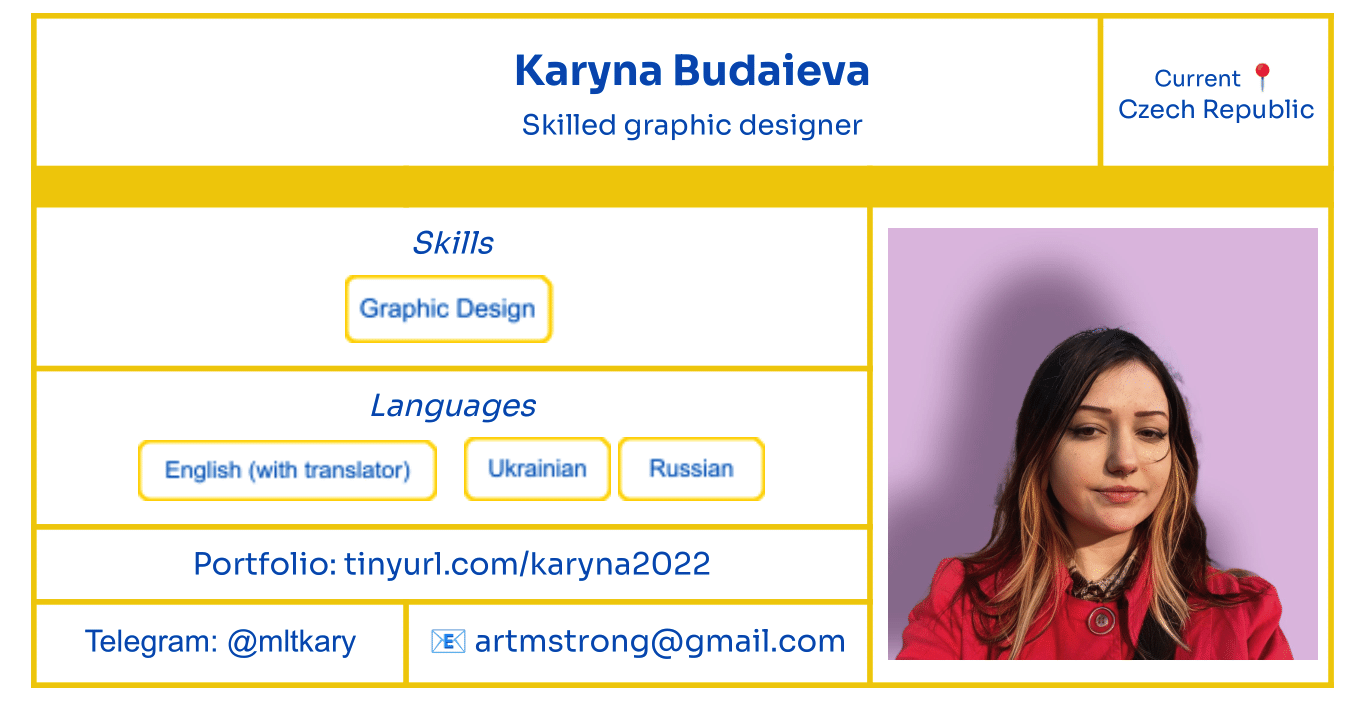 Karyna Budaieva
Skilled graphic designer
Current 📍
Czech Republic
Skills
Graphic Design
Languages
English (with translator)
Ukrainian
Russian
Portfolio: tinyurl.com/karyna2022
Telegram: @mltkary
📧 artmstrong@gmail.com